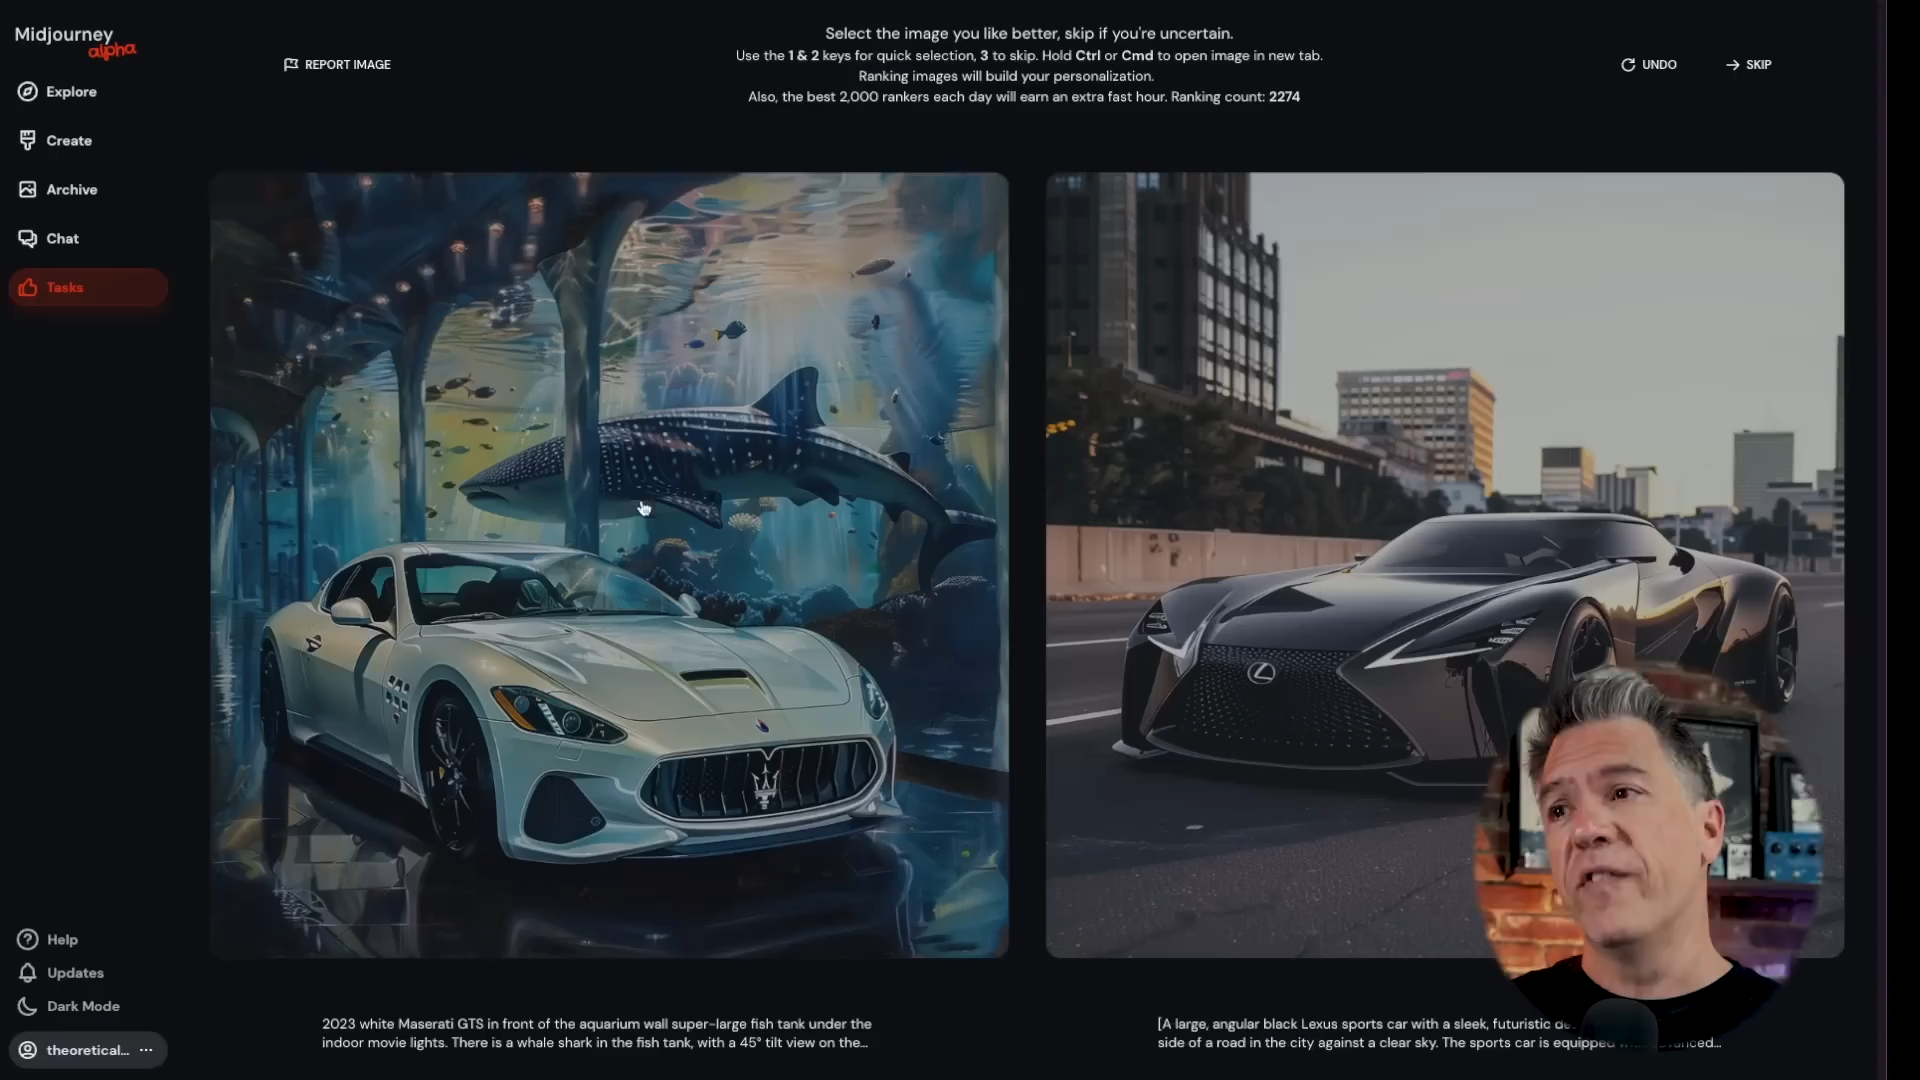 Midjourney
alpha
Explore
Create
Archive
Chat
Tasks
Help
Updates
Dark Mode
theoretical... ...
REPORT IMAGE
Select the image you like better, skip if you're uncertain.
Use the 1 & 2 keys for quick selection, 3 to skip. Hold Ctrl or Cmd to open image in new tab.
Ranking images will build your personalization.
Also, the best 2,000 rankers each day will earn an extra fast hour. Ranking count: 2274
UNDO
SKIP
2023 white Maserati GTS in front of the aquarium wall super-large fish tank under the
indoor movie lights. There is a whale shark in the fish tank, with a 45° tilt view on the...
[A large, angular black Lexus sports car with a sleek, futuristic
side of a road in the city against a clear sky. The sports car is equipped